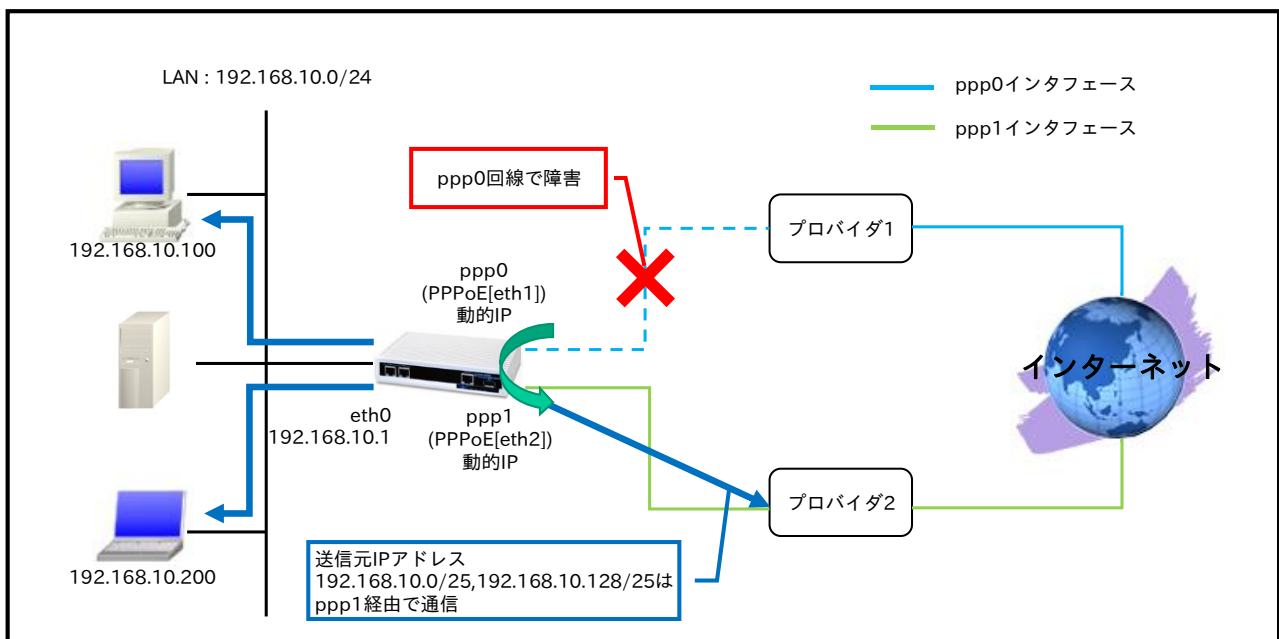 LAN : 192.168.10.0/24
ppp0インタフェース
ppp1インタフェース
ppp0回線で障害
プロバイダ1
192.168.10.100
ppp0
(PPPoE[eth1])
動的IP
インターネット
eth0
192.168.10.1
ppp1
(PPPoE[eth2])
動的IP
プロバイダ2
送信元IPアドレス
192.168.10.0/25,192.168.10.128/25は
ppp1経由で通信
192.168.10.200